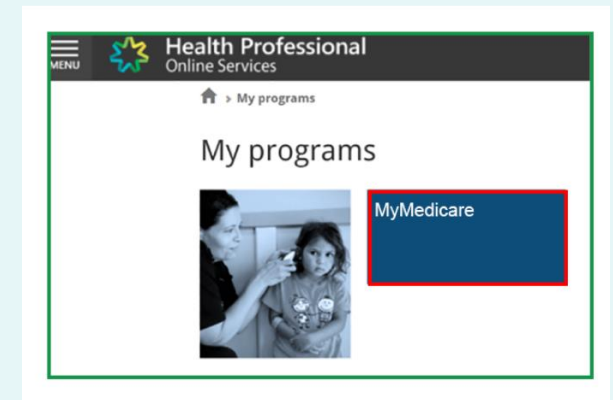 MENU
Health Professional
Online Services
> My programs
My programs
MyMedicare